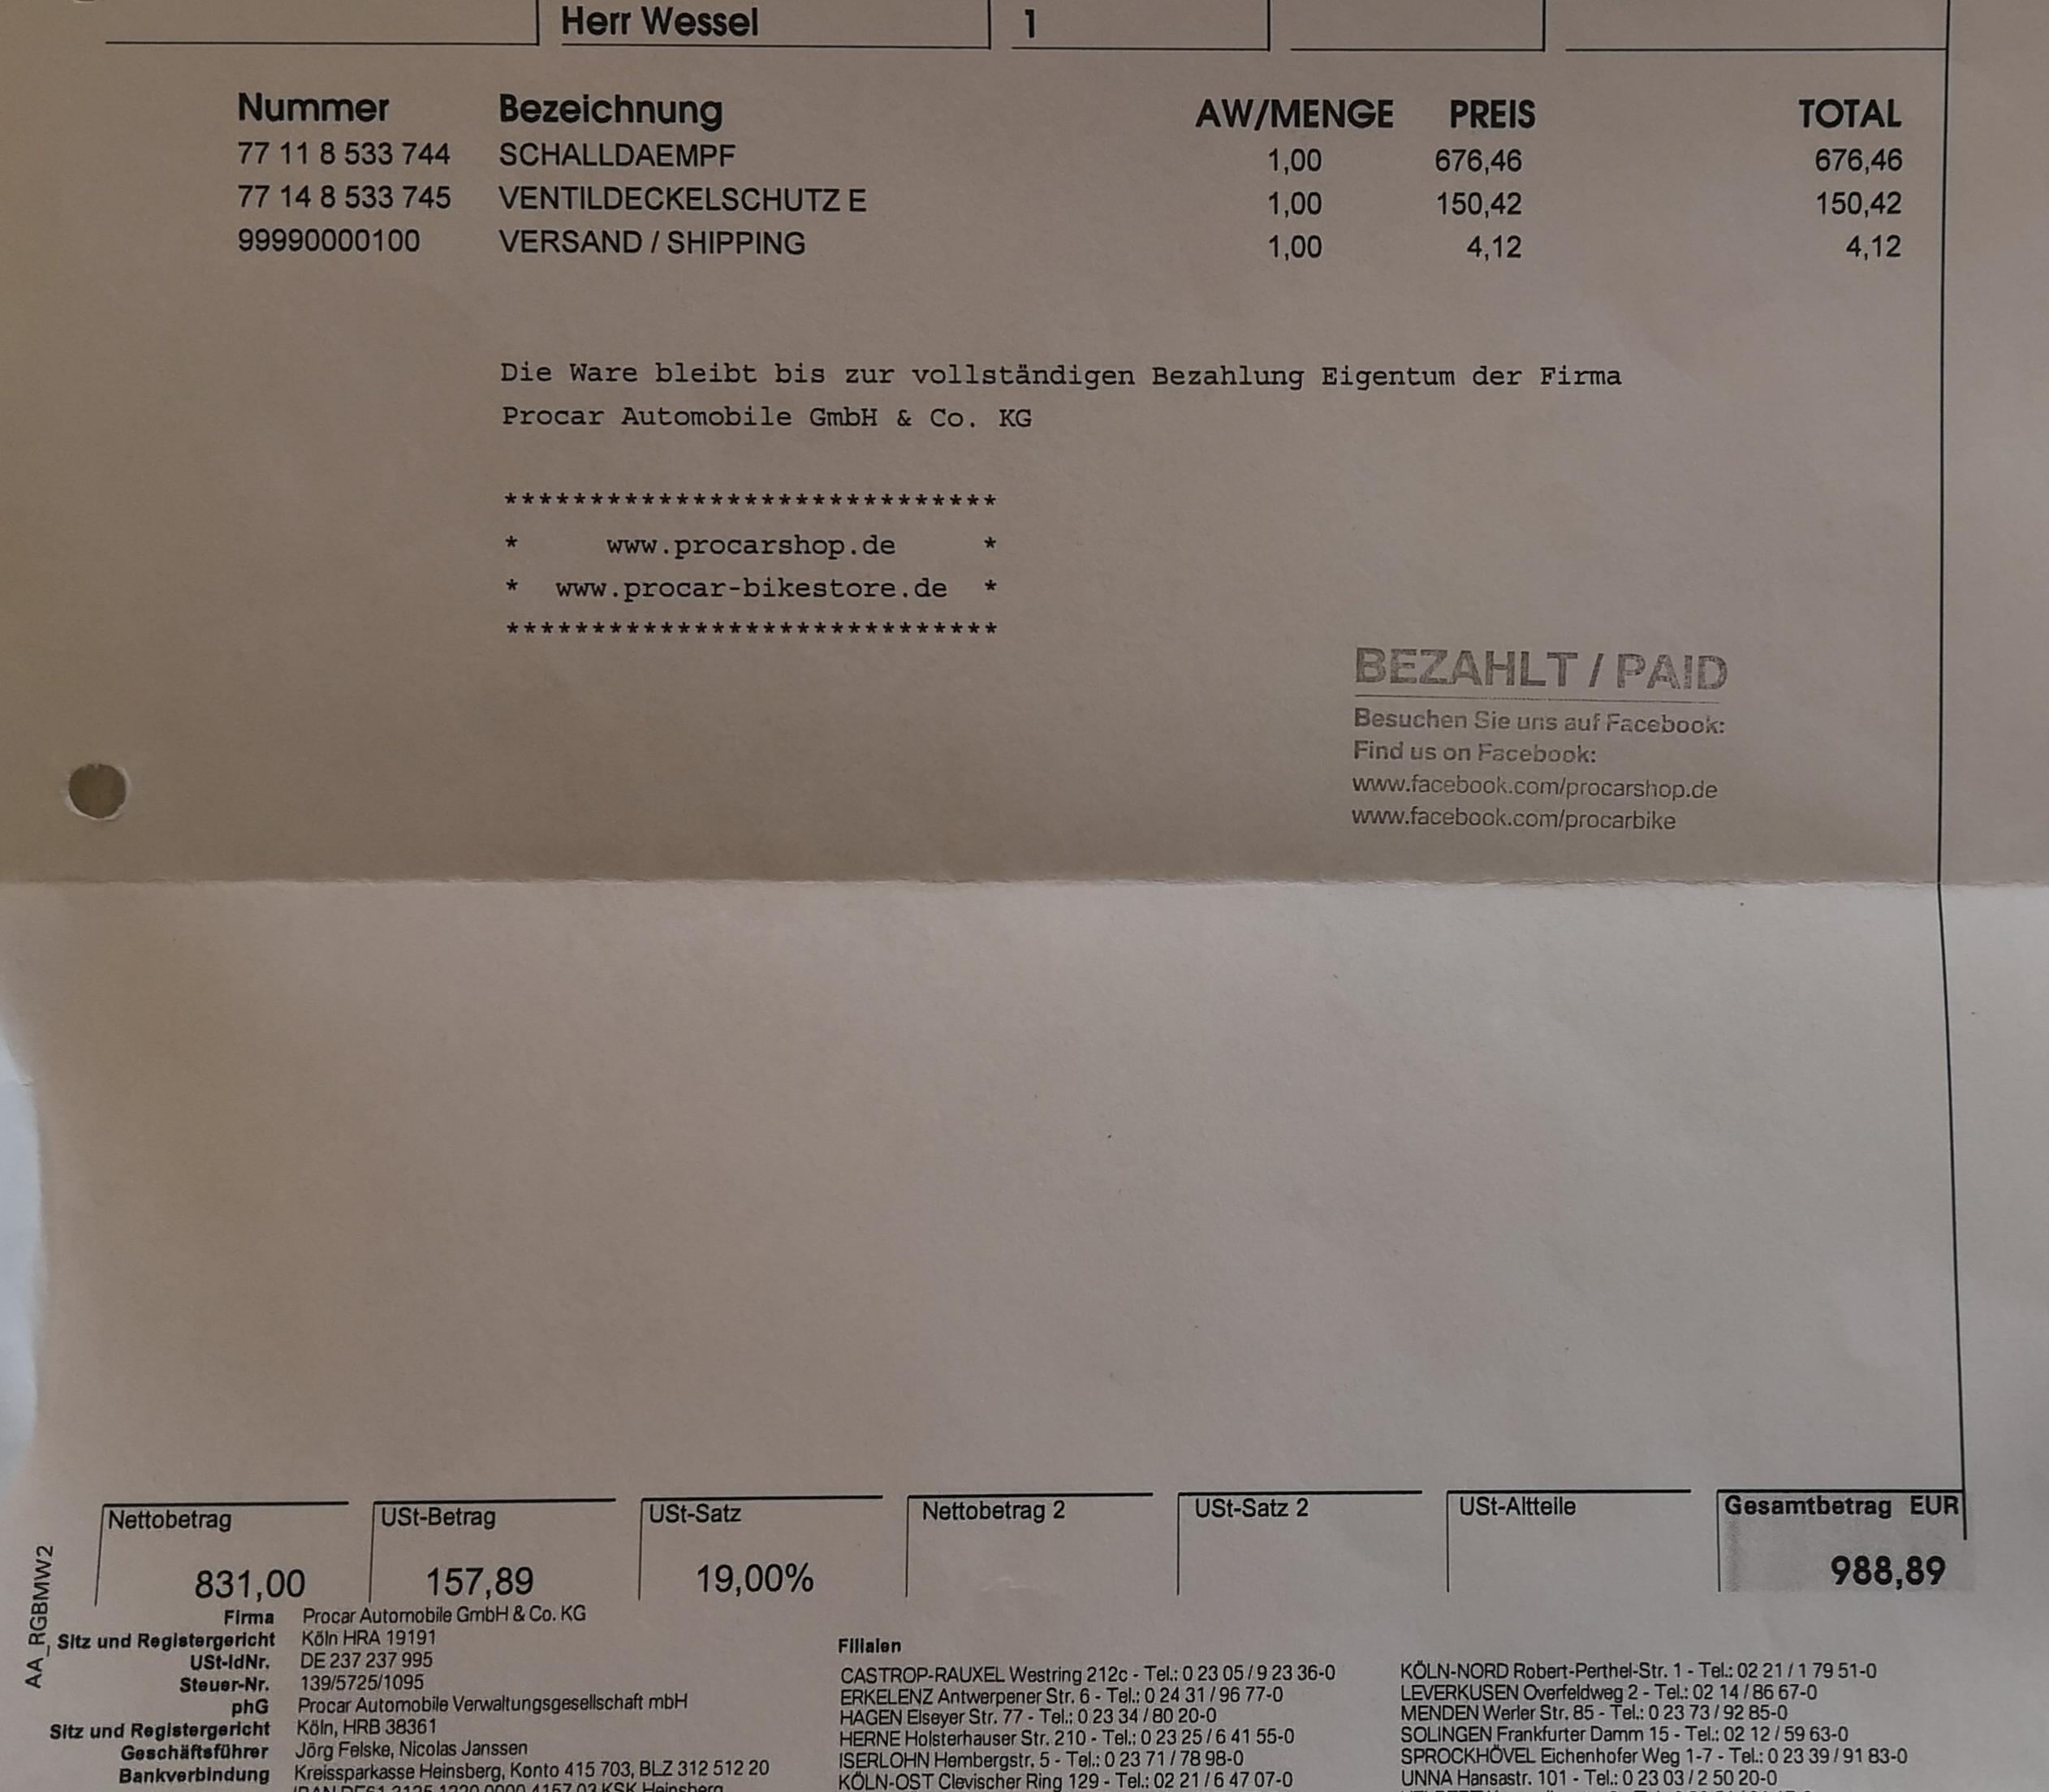 Herr Wessel 1
Nummer Bezeichnung AW/MENGE PREIS TOTAL
77 11 8 533 744 SCHALLDAEMPF 1,00 676,46 676,46
77 14 8 533 745 VENTILDECKELSCHUTZ E 1,00 150,42 150,42
99990000100 VERSAND / SHIPPING 1,00 4,12 4,12
Die Ware bleibt bis zur vollständigen Bezahlung Eigentum der Firma
Procar Automobile GmbH & Co. KG
*****************************
* www.procarshop.de *
* www.procar-bikestore.de *
*****************************
BEZAHLT / PAID
Besuchen Sie uns auf Facebook:
Find us on Facebook:
www.facebook.com/procarshop.de
www.facebook.com/procarbike
Nettobetrag USt-Betrag USt-Satz Nettobetrag 2 USt-Satz 2 USt-Altteile Gesamtbetrag EUR
831,00 157,89 19,00% 988,89
AA_RGBMW2
Firma Procar Automobile GmbH & Co. KG
Sitz und Registergericht Köln HRA 19191
USt-IdNr. DE 237 237 995
Steuer-Nr. 139/5725/1095
phG Procar Automobile Verwaltungsgesellschaft mbH
Sitz und Registergericht Köln, HRB 38361
Geschäftsführer Jörg Felske, Nicolas Janssen
Bankverbindung Kreissparkasse Heinsberg, Konto 415 703, BLZ 312 512 20
KSK Heinsberg
Filialen
CASTROP-RAUXEL Westring 212c - Tel.: 0 23 05 / 9 23 36-0
ERKELENZ Antwerpener Str. 6 - Tel.: 0 24 31 / 96 77-0
HAGEN Elseyer Str. 77 - Tel.: 0 23 34 / 80 20-0
HERNE Holsterhauser Str. 210 - Tel.: 0 23 25 / 6 41 55-0
ISERLOHN Hembergstr. 5 - Tel.: 0 23 71 / 78 98-0
KÖLN-OST Clevischer Ring 129 - Tel.: 02 21 / 6 47 07-0
KÖLN-NORD Robert-Perthel-Str. 1 - Tel.: 02 21 / 1 79 51-0
LEVERKUSEN Overfeldweg 2 - Tel.: 02 14 / 86 67-0
MENDEN Werler Str. 85 - Tel.: 0 23 73 / 92 85-0
SOLINGEN Frankfurter Damm 15 - Tel.: 02 12 / 59 63-0
SPROCKHÖVEL Eichenhofer Weg 1-7 - Tel.: 0 23 39 / 91 83-0
UNNA Hansastr. 101 - Tel.: 0 23 03 / 2 50 20-0